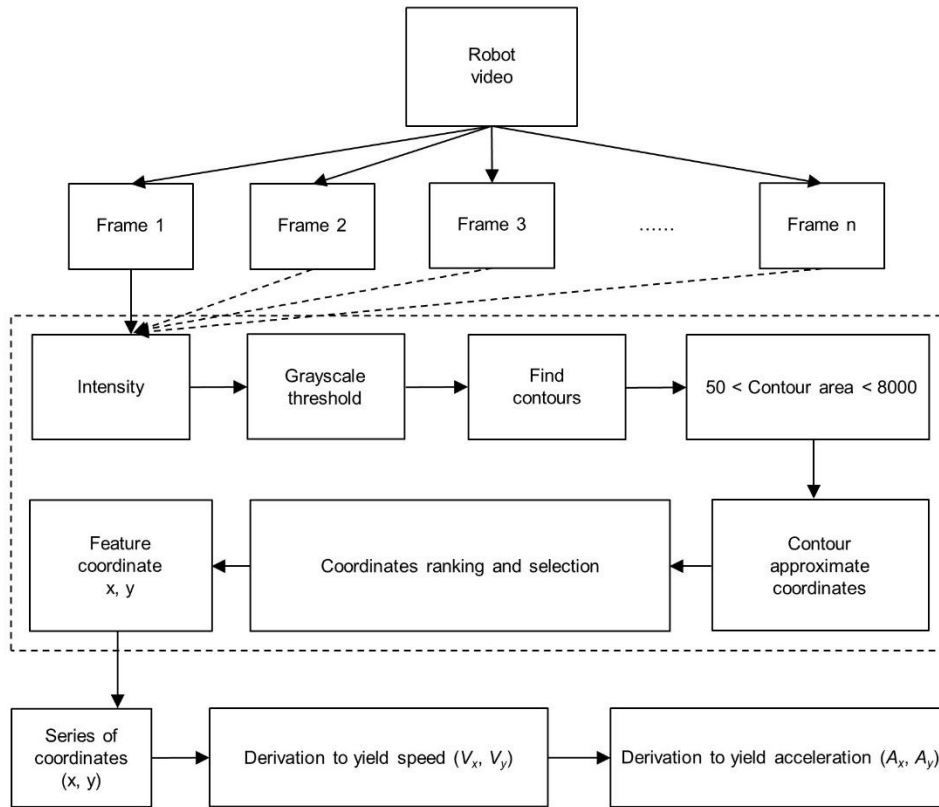 Robot
video
Frame 1
Frame 2
Frame 3
......
Frame n
Intensity
Grayscale
threshold
Find
contours
50 < Contour area < 8000
Feature
coordinate
x, y
Coordinates ranking and selection
Contour
approximate
coordinates
Series of
coordinates
(x, y)
Derivation to yield speed (Vx, Vy)
Derivation to yield acceleration (Ax, Ay)